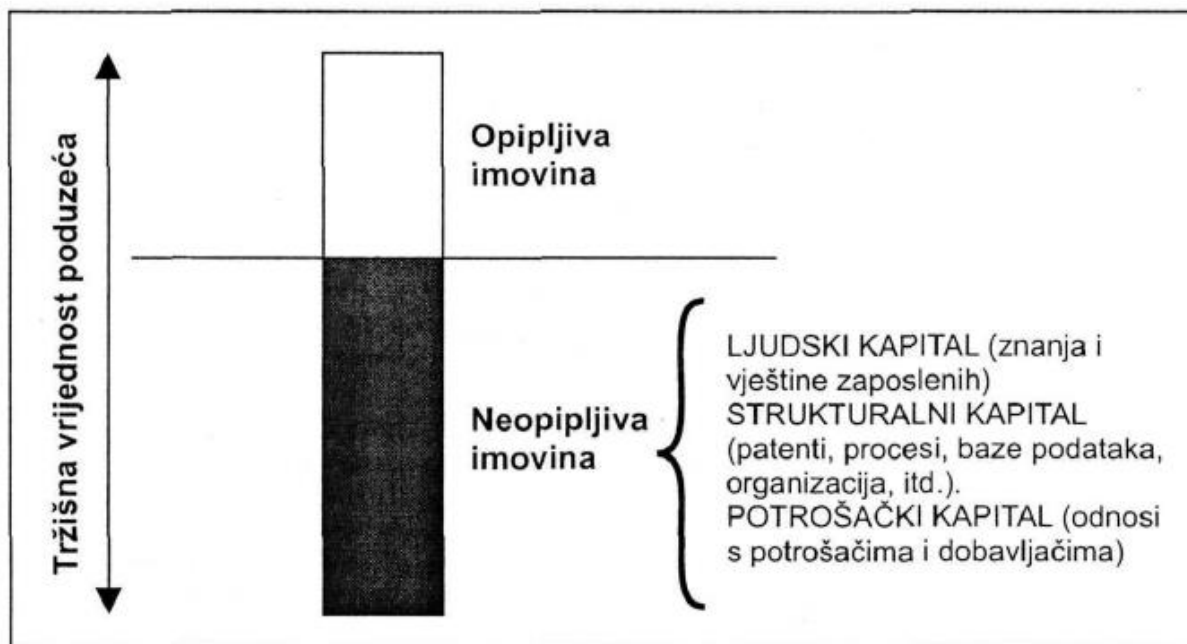 Tržišna vrijednost poduzeća
Opipljiva
imovina
Neopipljiva
imovina
LJUDSKI KAPITAL (znanja i
vještine zaposlenih)
STRUKTURALNI KAPITAL
(patenti, procesi, baze podataka,
organizacija, itd.).
POTROŠAČKI KAPITAL (odnosi
s potrošačima i dobavljačima)